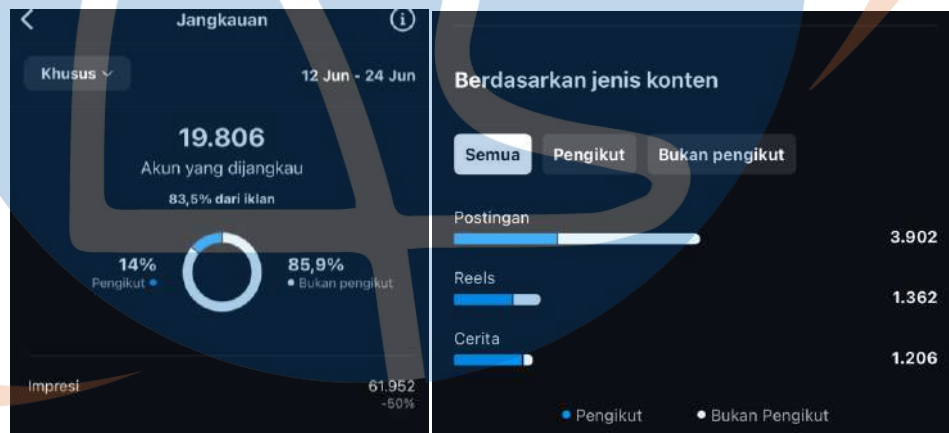 Jangkauan
Khusus
12 Jun - 24 Jun
19.806
Akun yang dijangkau
83,5% dari iklan
14%
Pengikut
85,9%
Bukan pengikut
Impresi
61.952
-50%
Berdasarkan jenis konten
Semua
Pengikut
Bukan pengikut
Postingan
3.902
Reels
1.362
Cerita
1.206
Pengikut
Bukan Pengikut